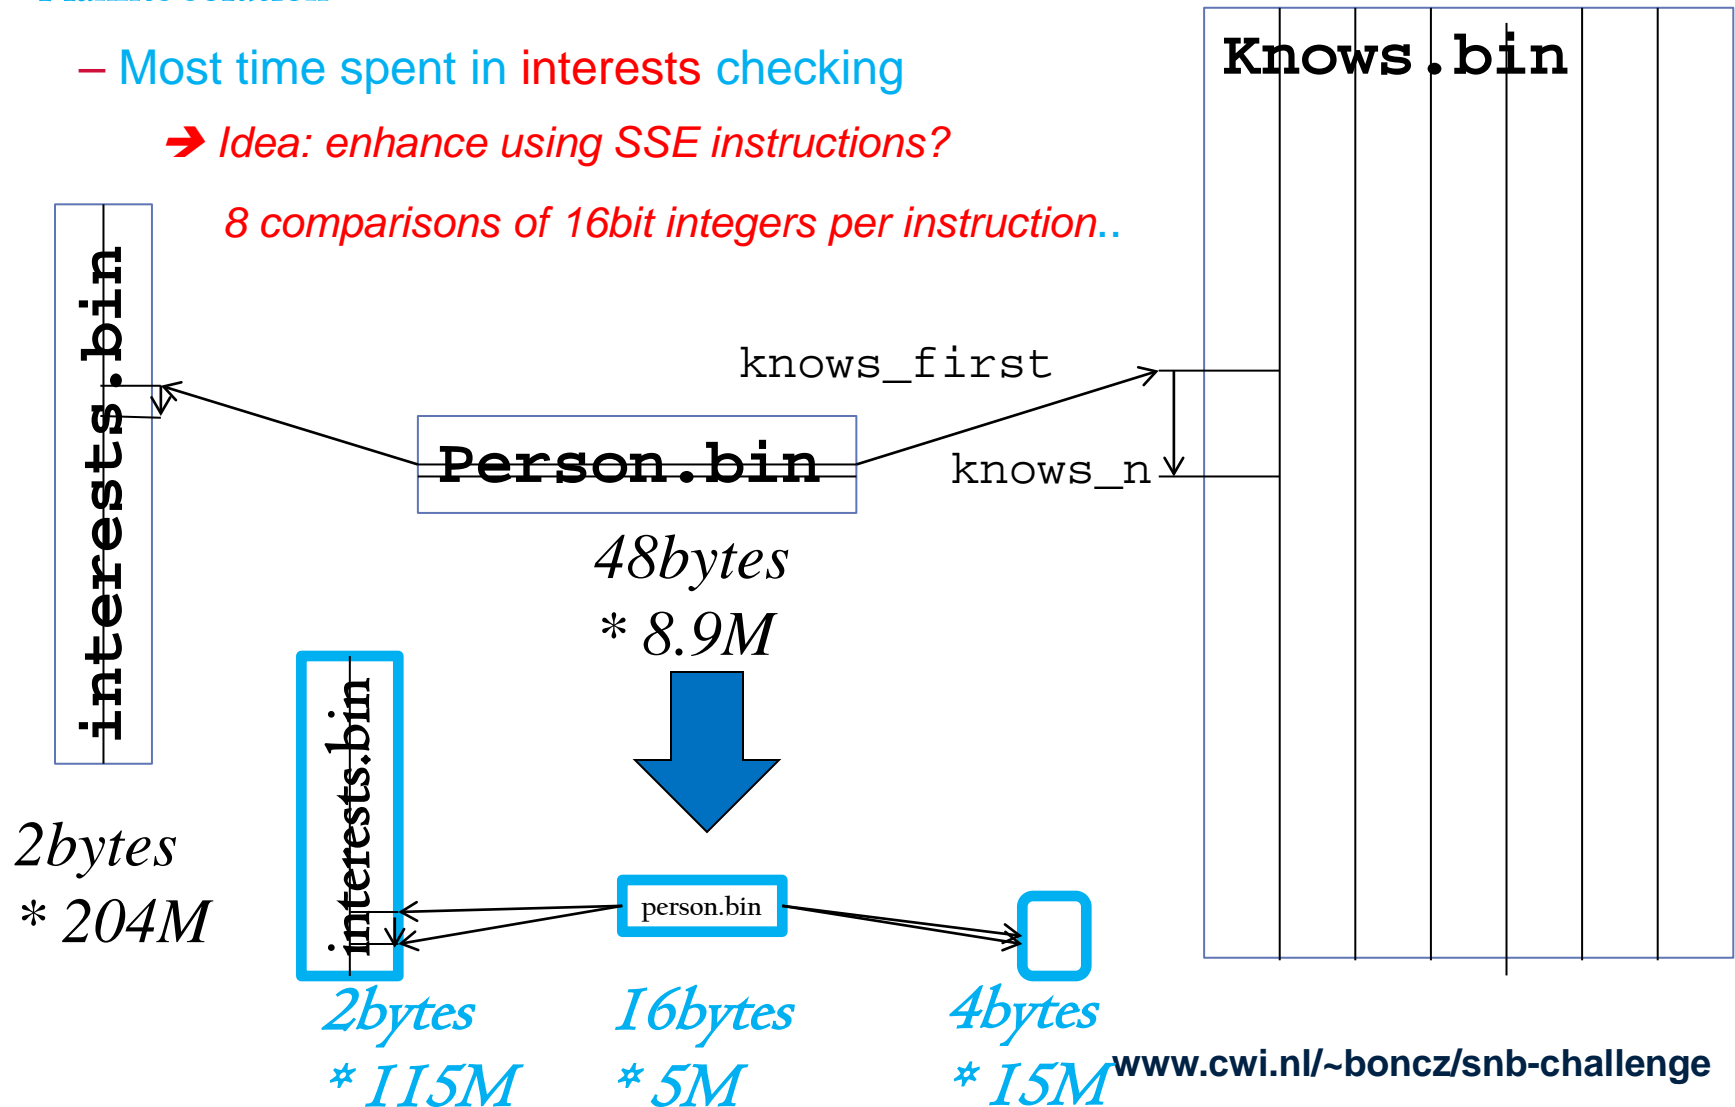 – Most time spent in interests checking
➔ Idea: enhance using SSE instructions?
8 comparisons of 16bit integers per instruction..
Knows.bin
interests.bin
knows_first
Person.bin
knows_n
48bytes
* 8.9M
2bytes
* 204M
interests.bin
person.bin
2bytes
* 115M
16bytes
* 5M
4bytes
* 15M
www.cwi.nl/~boncz/snb-challenge